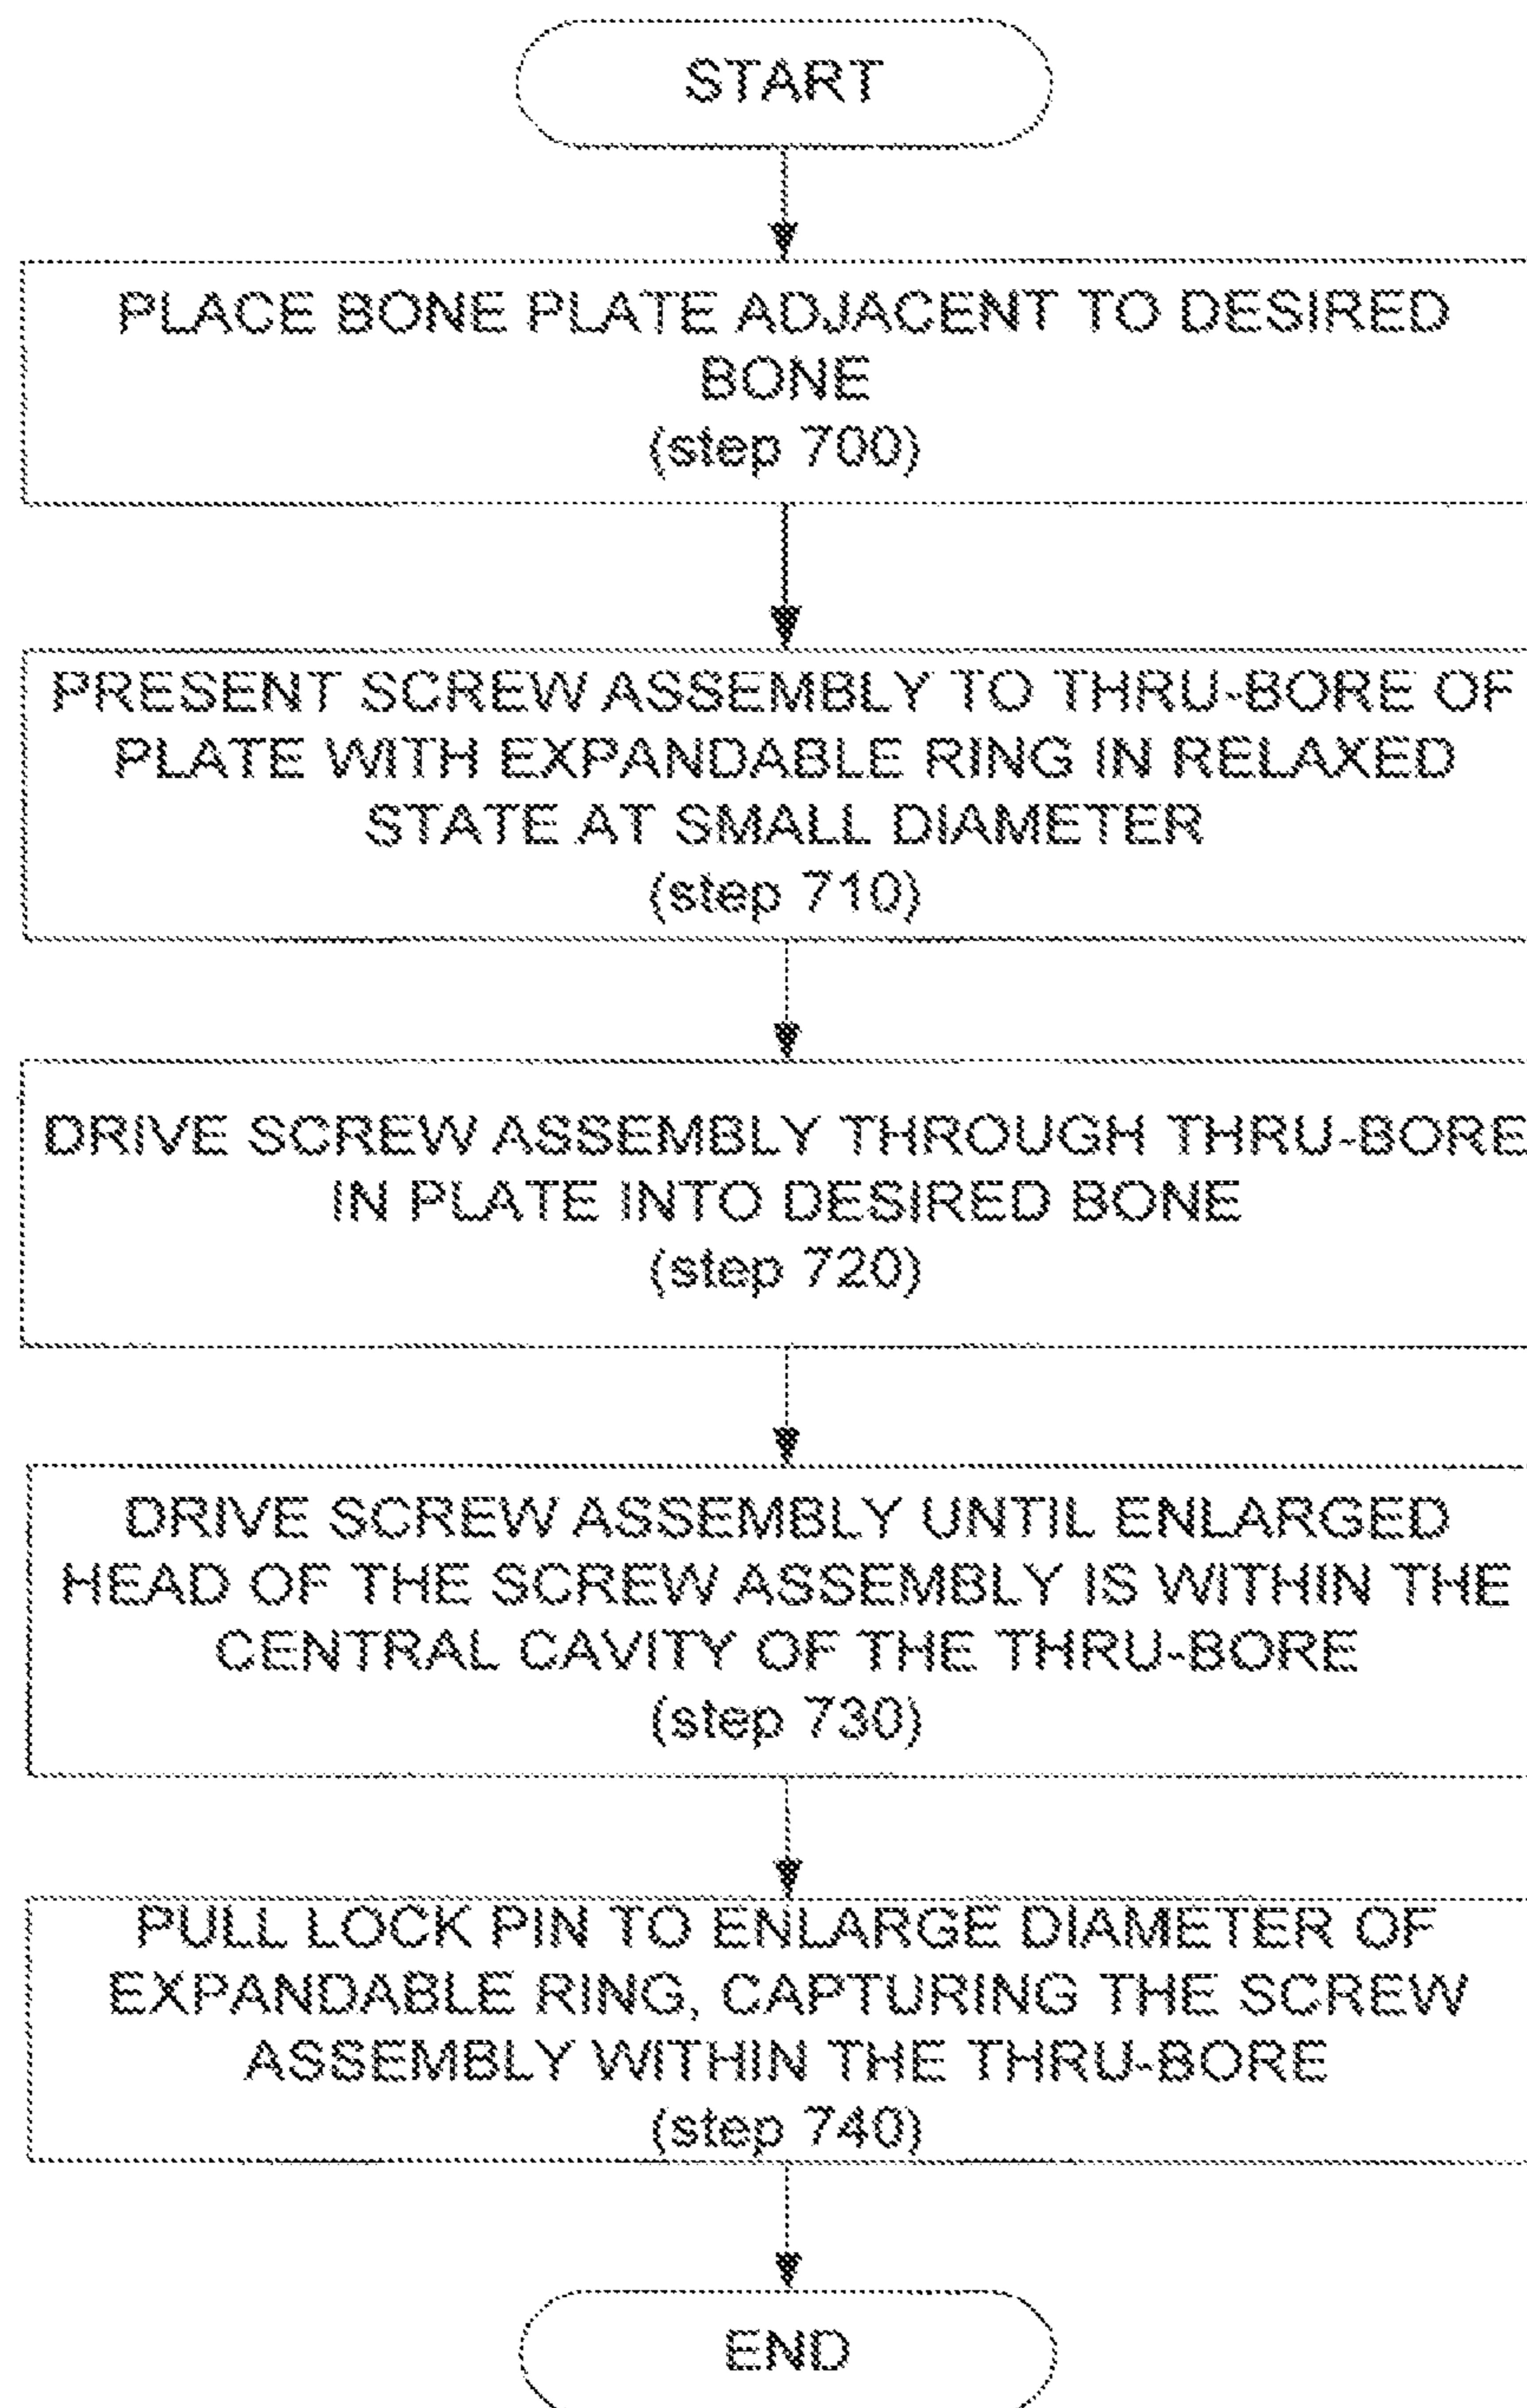 START
PLACE BONE PLATE ADJACENT TO DESIRED
BONE
(step 700)
PRESENT SCREW ASSEMBLY TO THRU-BORE OF
PLATE WITH EXPANDABLE RING IN RELAXED
STATE AT SMALL DIAMETER
(step 710)
DRIVE SCREW ASSEMBLY THROUGH THRU-BORE
IN PLATE INTO DESIRED BONE
(step 720)
DRIVE SCREW ASSEMBLY UNTIL ENLARGED
HEAD OF THE SCREW ASSEMBLY IS WITHIN THE
CENTRAL CAVITY OF THE THRU-BORE
(step 730)
PULL LOCK PIN TO ENLARGE DIAMETER OF
EXPANDABLE RING, CAPTURING THE SCREW
ASSEMBLY WITHIN THE THRU-BORE
(step 740)
END